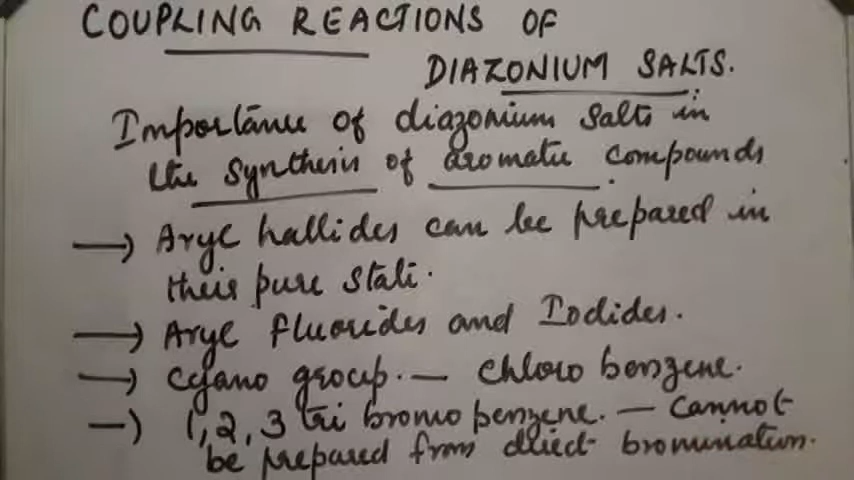 COUPLING REACTIONS OF
DIAZONIUM SALTS.
Importance of diazonium salts in
the synthesis of aromatic compounds
→ Aryl hallides can be prepared in
their pure state.
→ Aryl fluorides and Iodides.
→ Cyano group. — chloro benzene.
→ 1, 2, 3 tri bromo benzene. — cannot
be prepared from direct bromination.